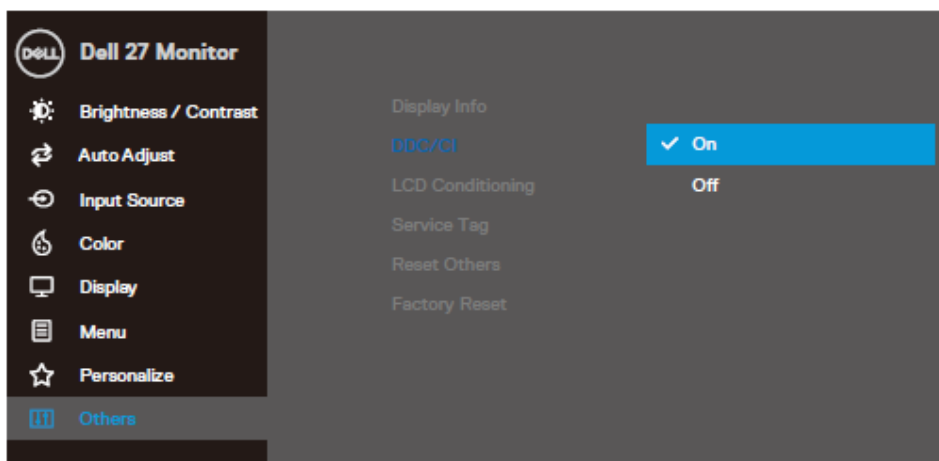 DELL Dell 27 Monitor
Brightness / Contrast
Auto Adjust
Input Source
Color
Display
Menu
Personalize
Others
Display Info
DDC/CI
LCD Conditioning
Service Tag
Reset Others
Factory Reset
On
Off